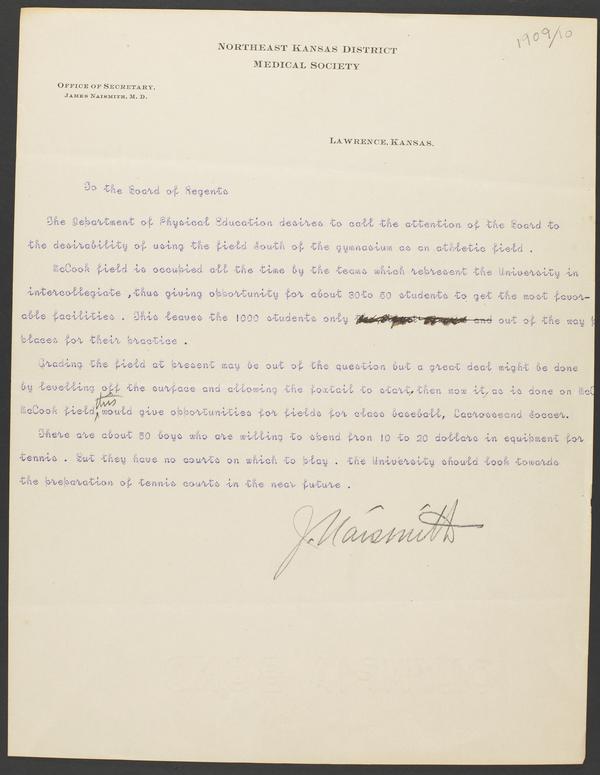 1909/10
NORTHEAST KANSAS DISTRICT
MEDICAL SOCIETY
OFFICE OF SECRETARY,
JAMES NAISMITH, M. D.
LAWRENCE, KANSAS.
To the Board of Regents
The Department of Physical Education desires to call the attention of the Board to
the desirability of using the field South of the gymnasium as an athletic field .
McCook field is occupied all the time by the teams which represent the University in
intercollegiate ,thus giving opportunity for about 30to 50 students to get the most favor-
able facilities . This leaves the 1000 students only and out of the way p
places for their practice .
Grading the field at present may be out of the question but a great deal might be done
by levelling off the surface and allowing the foxtail to start,then mow it,as is done on McC
McCook field, this would give opportunities for fields for class baseball, Lacrosseand Soccer.
There are about 50 boys who are willing to spend fron 10 to 20 dollars in equipment for
tennis . But they have no courts on which to play . the University should look towards
the preparation of tennis courts in the near future .
J. Naismith